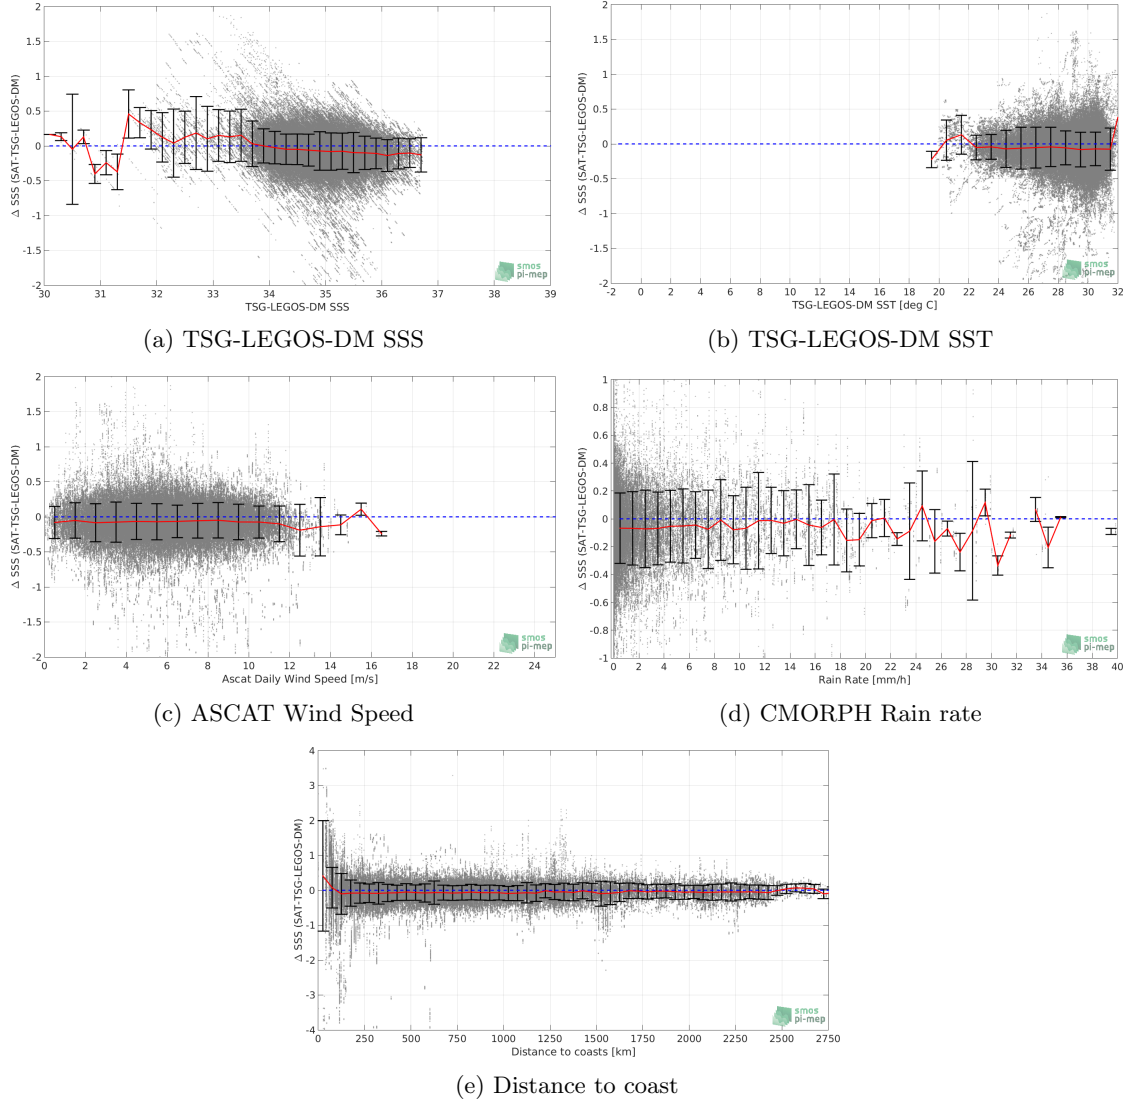 2
1.5
1
0.5
0
-0.5
-1
-1.5
-2
Δ SSS (SAT-TSG-LEGOS-DM)
30 31 32 33 34 35 36 37 38 39
TSG-LEGOS-DM SSS
smos
pi-mep
(a) TSG-LEGOS-DM SSS
2
1.5
1
0.5
0
-0.5
-1
-1.5
-2
Δ SSS (SAT-TSG-LEGOS-DM)
-2 0 2 4 6 8 10 12 14 16 18 20 22 24 26 28 30 32
TSG-LEGOS-DM SST [deg C]
smos
pi-mep
(b) TSG-LEGOS-DM SST
2
1.5
1
0.5
0
-0.5
-1
-1.5
-2
Δ SSS (SAT-TSG-LEGOS-DM)
0 2 4 6 8 10 12 14 16 18 20 22 24
Ascat Daily Wind Speed [m/s]
smos
pi-mep
(c) ASCAT Wind Speed
1
0.8
0.6
0.4
0.2
0
-0.2
-0.4
-0.6
-0.8
-1
Δ SSS (SAT-TSG-LEGOS-DM)
0 2 4 6 8 10 12 14 16 18 20 22 24 26 28 30 32 34 36 38 40
Rain Rate [mm/h]
smos
pi-mep
(d) CMORPH Rain rate
4
3
2
1
0
-1
-2
-3
-4
Δ SSS (SAT-TSG-LEGOS-DM)
0 250 500 750 1000 1250 1500 1750 2000 2250 2500 2750
Distance to coasts [km]
smos
pi-mep
(e) Distance to coast